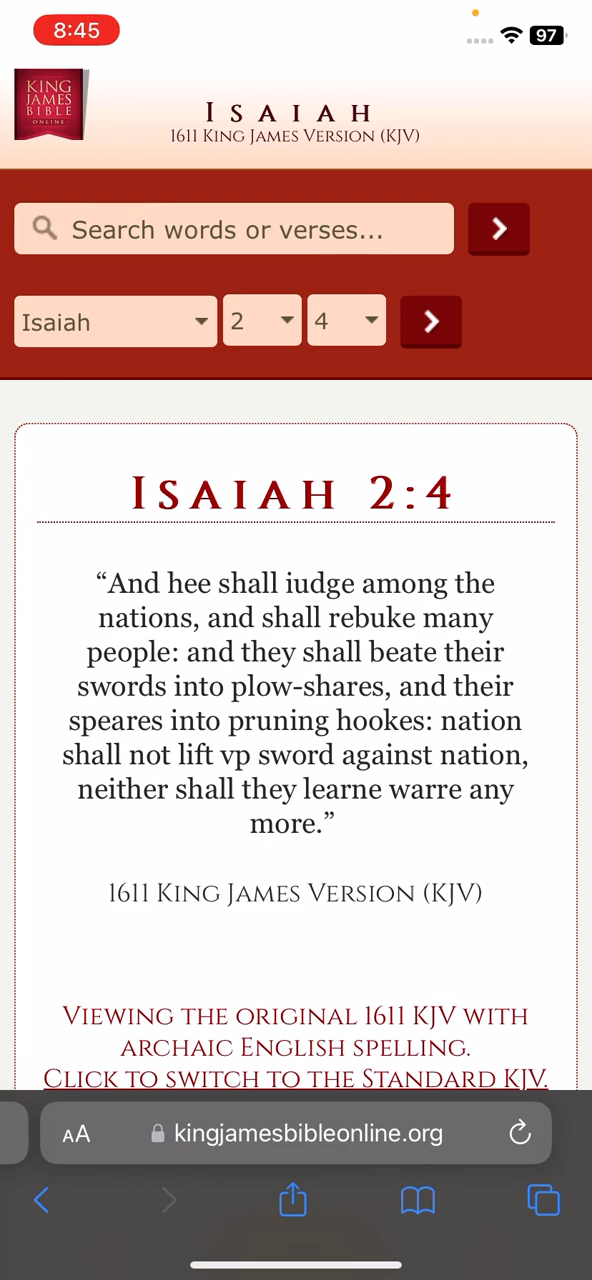 8:45
97
KING
JAMES
BIBLE
ONLINE
ISAIAH
1611 KING JAMES VERSION (KJV)
Search words or verses...
Isaiah
2
4
ISAIAH 2:4
“And hee shall iudge among the
nations, and shall rebuke many
people: and they shall beate their
swords into plow-shares, and their
speares into pruning hookes: nation
shall not lift vp sword against nation,
neither shall they learne warre any
more.”
1611 KING JAMES VERSION (KJV)
VIEWING THE ORIGINAL 1611 KJV WITH
ARCHAIC ENGLISH SPELLING.
CLICK TO SWITCH TO THE STANDARD KJV.
AA
kingjamesbibleonline.org